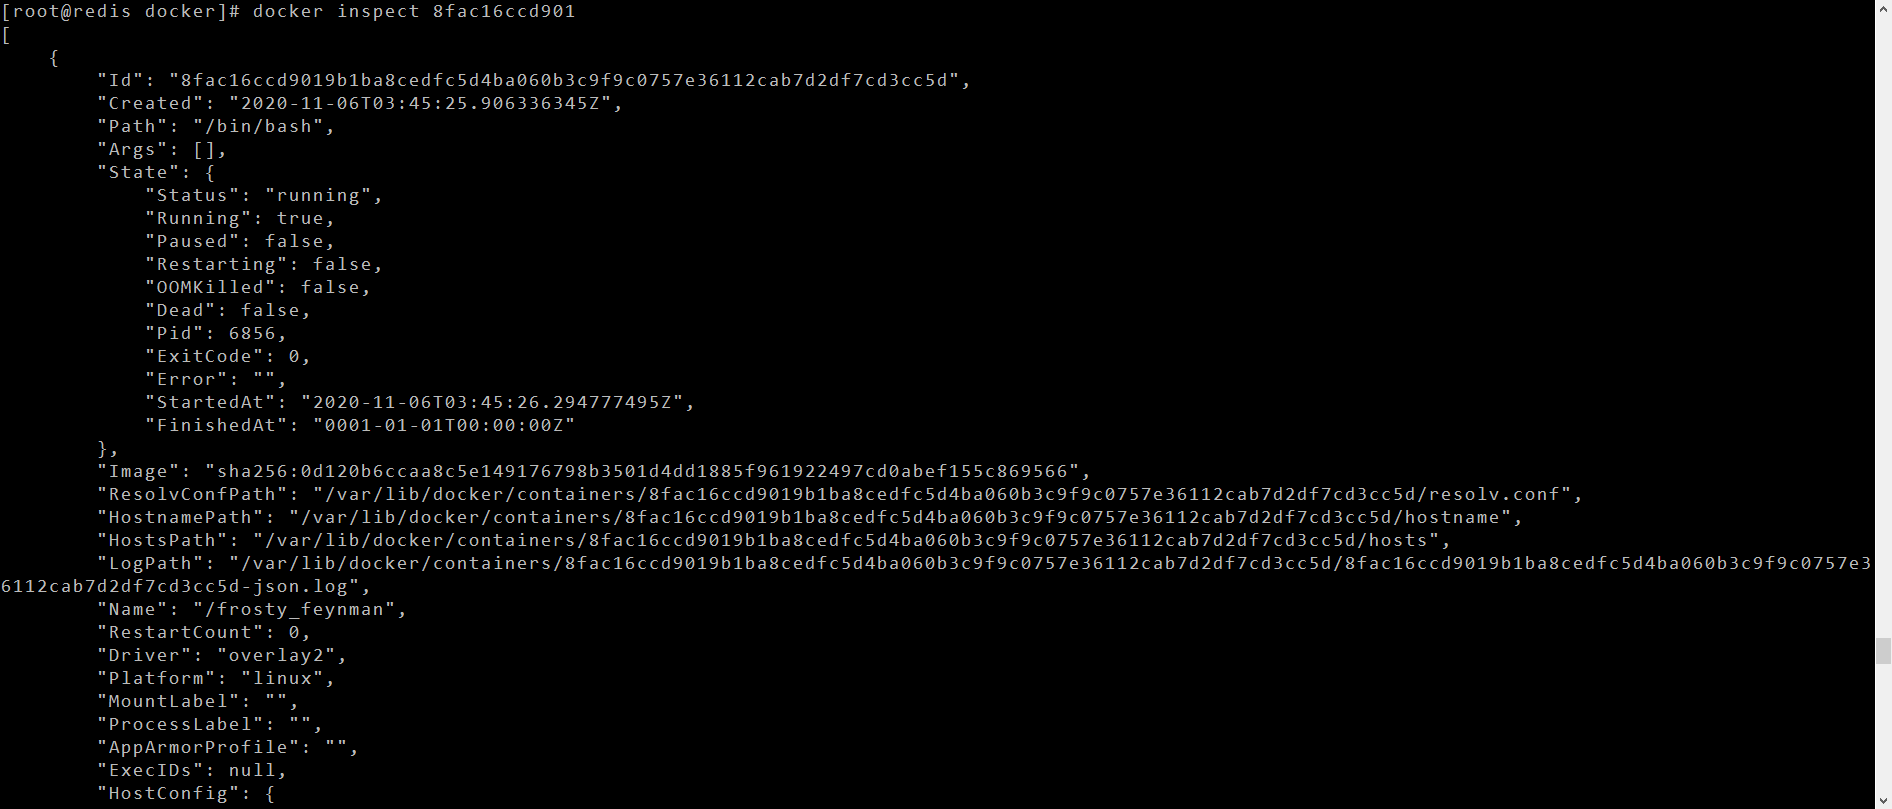 [root@redis docker]# docker inspect 8fac16ccd901
[
    {
        "Id": "8fac16ccd9019b1ba8cedfc5d4ba060b3c9f9c0757e36112cab7d2df7cd3cc5d",
        "Created": "2020-11-06T03:45:25.906336345Z",
        "Path": "/bin/bash",
        "Args": [],
        "State": {
            "Status": "running",
            "Running": true,
            "Paused": false,
            "Restarting": false,
            "OOMKilled": false,
            "Dead": false,
            "Pid": 6856,
            "ExitCode": 0,
            "Error": "",
            "StartedAt": "2020-11-06T03:45:26.294777495Z",
            "FinishedAt": "0001-01-01T00:00:00Z"
        },
        "Image": "sha256:0d120b6ccaa8c5e149176798b3501d4dd1885f961922497cd0abef155c869566",
        "ResolvConfPath": "/var/lib/docker/containers/8fac16ccd9019b1ba8cedfc5d4ba060b3c9f9c0757e36112cab7d2df7cd3cc5d/resolv.conf",
        "HostnamePath": "/var/lib/docker/containers/8fac16ccd9019b1ba8cedfc5d4ba060b3c9f9c0757e36112cab7d2df7cd3cc5d/hostname",
        "HostsPath": "/var/lib/docker/containers/8fac16ccd9019b1ba8cedfc5d4ba060b3c9f9c0757e36112cab7d2df7cd3cc5d/hosts",
        "LogPath": "/var/lib/docker/containers/8fac16ccd9019b1ba8cedfc5d4ba060b3c9f9c0757e36112cab7d2df7cd3cc5d/8fac16ccd9019b1ba8cedfc5d4ba060b3c9f9c0757e3
6112cab7d2df7cd3cc5d-json.log",
        "Name": "/frosty_feynman",
        "RestartCount": 0,
        "Driver": "overlay2",
        "Platform": "linux",
        "MountLabel": "",
        "ProcessLabel": "",
        "AppArmorProfile": "",
        "ExecIDs": null,
        "HostConfig": {